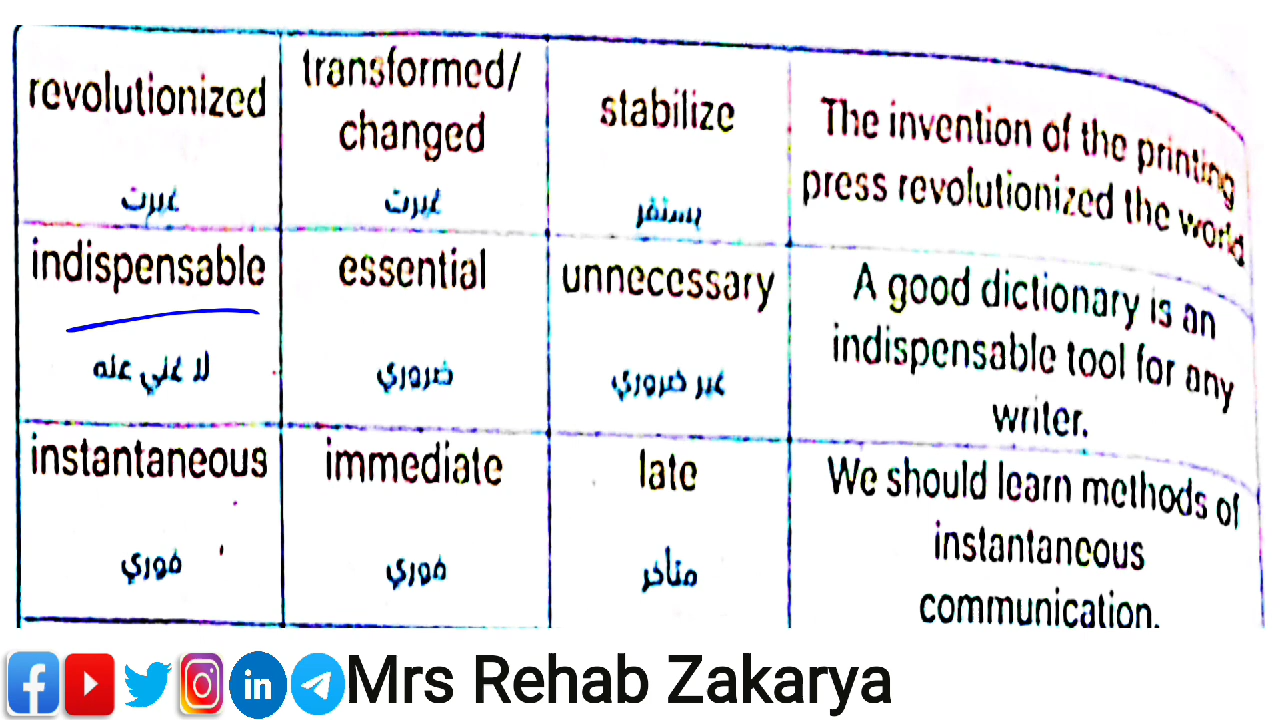 revolutionized
غيرت
transformed/
changed
غيرت
stabilize
يستقر
The invention of the printing
press revolutionized the world
indispensable
لا غني عنه
essential
ضروري
unnecessary
غير ضروري
A good dictionary is an
indispensable tool for any
writer.
instantaneous
فوري
immediate
فوري
late
متأخر
We should learn methods of
instantaneous
communication.
Mrs Rehab Zakarya